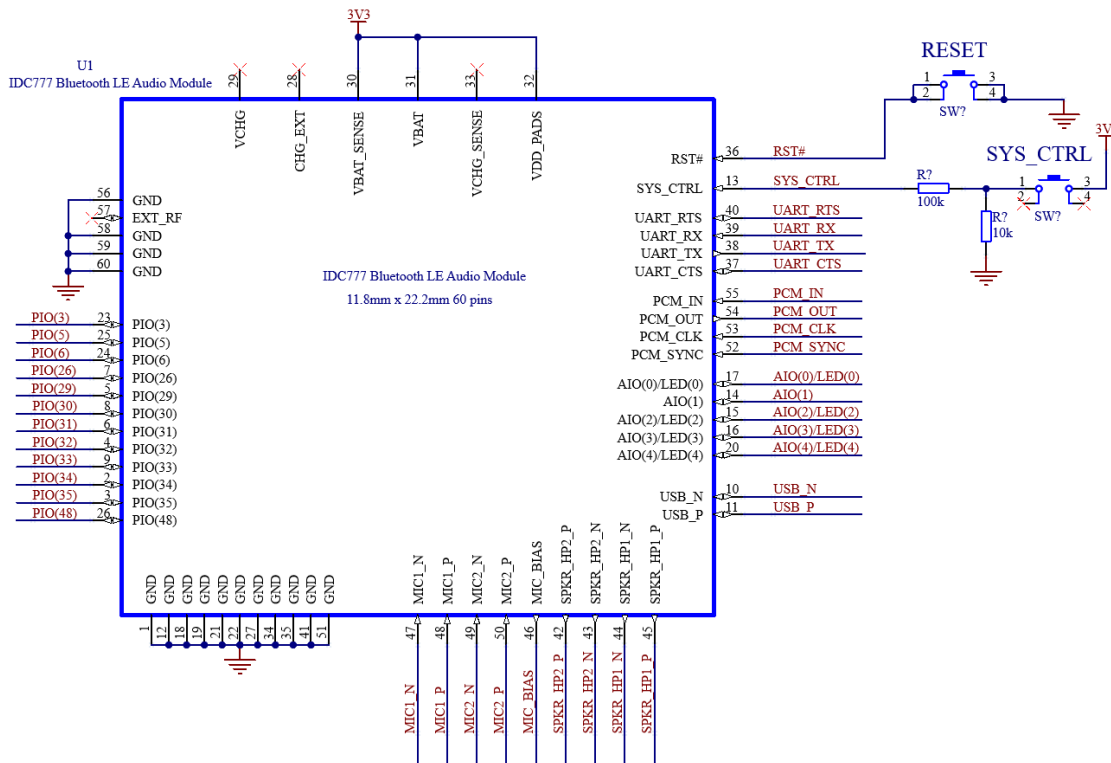 3V3
U1
IDC777 Bluetooth LE Audio Module
29 28 30 31 33 32
VCHG
CHG_EXT
VBAT_SENSE
VBAT
VCHG_SENSE
VDD_PADS
RESET
1 3
2 4
SW?
RST# 36 RST#
3V
SYS_CTRL
SYS_CTRL 13 SYS_CTRL
R?
100k
R?
10k
1 3
2 4
SW?
56 GND
57 EXT_RF
58 GND
59 GND
60 GND
UART_RTS 40 UART_RTS
UART_RX 39 UART_RX
UART_TX 38 UART_TX
UART_CTS 37 UART_CTS
IDC777 Bluetooth LE Audio Module
11.8mm x 22.2mm 60 pins
PCM_IN 55 PCM_IN
PCM_OUT 54 PCM_OUT
PCM_CLK 53 PCM_CLK
PCM_SYNC 52 PCM_SYNC
PIO(3) 23 PIO(3)
PIO(5) 25 PIO(5)
PIO(6) 24 PIO(6)
PIO(26) 7 PIO(26)
PIO(29) 5 PIO(29)
PIO(30) 8 PIO(30)
PIO(31) 6 PIO(31)
PIO(32) 4 PIO(32)
PIO(33) 9 PIO(33)
PIO(34) 2 PIO(34)
PIO(35) 3 PIO(35)
PIO(48) 26 PIO(48)
AIO(0)/LED(0) 17 AIO(0)/LED(0)
AIO(1) 14 AIO(1)
AIO(2)/LED(2) 15 AIO(2)/LED(2)
AIO(3)/LED(3) 16 AIO(3)/LED(3)
AIO(4)/LED(4) 20 AIO(4)/LED(4)
USB_N 10 USB_N
USB_P 11 USB_P
GND GND GND GND GND GND GND GND GND GND GND
1 12 18 19 21 22 27 34 35 41 51
MIC1_N 47 MIC1_N
MIC1_P 48 MIC1_P
MIC2_N 49 MIC2_N
MIC2_P 50 MIC2_P
MIC_BIAS 46 MIC_BIAS
SPKR_HP2_P 42 SPKR_HP2_P
SPKR_HP2_N 43 SPKR_HP2_N
SPKR_HP1_N 44 SPKR_HP1_N
SPKR_HP1_P 45 SPKR_HP1_P